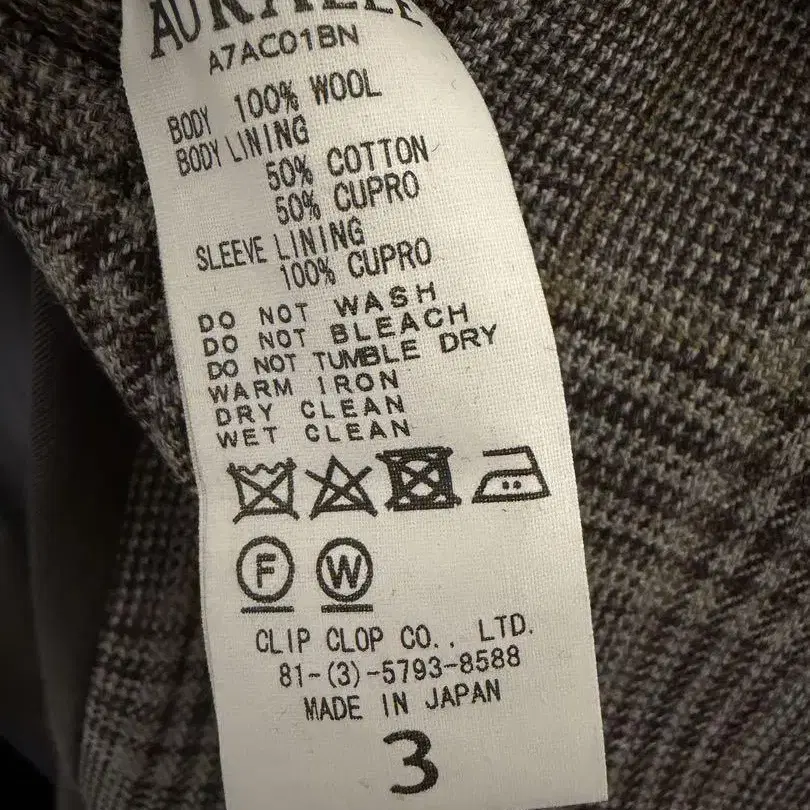 AURALEE
A7AC01BN
BODY 100% WOOL
BODY LINING
50% COTTON
50% CUPRO
SLEEVE LINING
100% CUPRO
DO NOT WASH
DO NOT BLEACH
DO NOT TUMBLE DRY
WARM IRON
DRY CLEAN
WET CLEAN
F W
CLIP CLOP CO., LTD.
81-(3)-5793-8588
MADE IN JAPAN
3